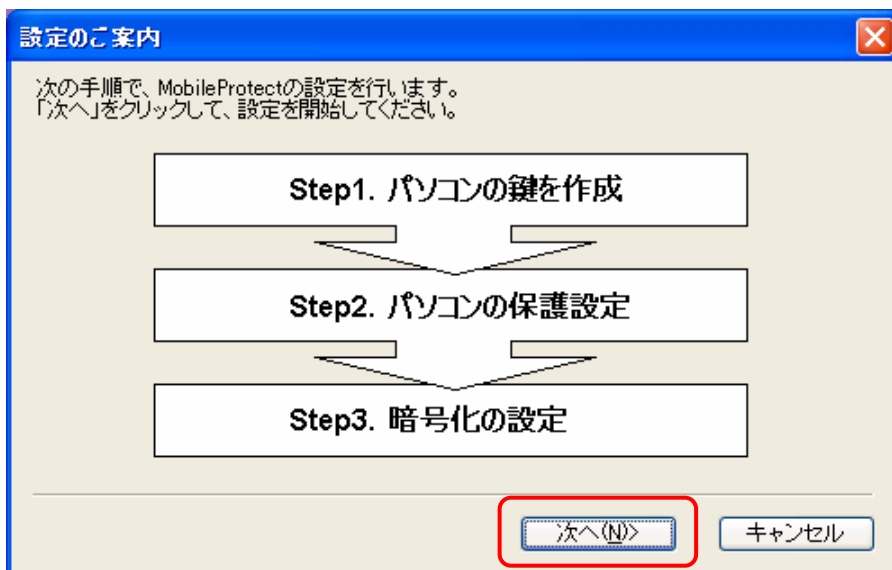 設定のご案内
次の手順で、MobileProtectの設定を行います。
「次へ」をクリックして、設定を開始してください。
Step1. パソコンの鍵を作成
Step2. パソコンの保護設定
Step3. 暗号化の設定
次へ(N)> キャンセル